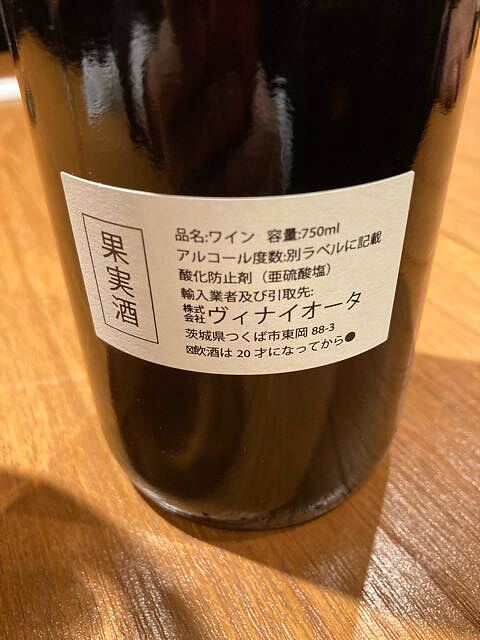 果実酒
品名:ワイン 容量:750ml
アルコール度数:別ラベルに記載
酸化防止剤（亜硫酸塩）
輸入業者及び引取先:
株式会社 ヴィナイオータ
茨城県つくば市東岡 88-3
☒飲酒は 20 才になってから●